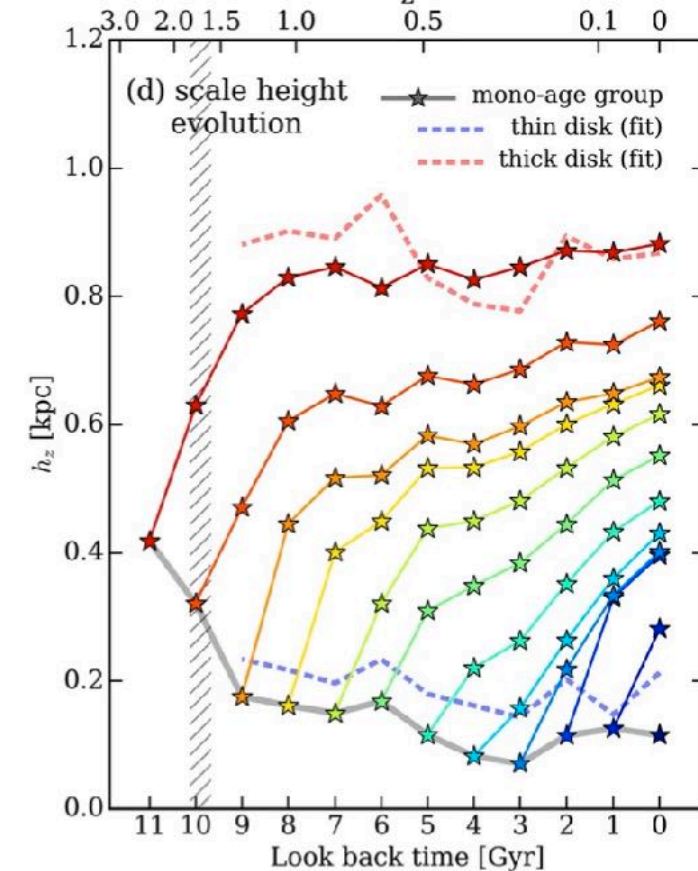 3.0 2.0 1.5 1.0 0.5 0.1 0
1.2
(d) scale height
evolution
mono-age group
thin disk (fit)
thick disk (fit)
1.0
0.8
0.6
h_z [kpc]
0.4
0.2
0.0
11 10 9 8 7 6 5 4 3 2 1 0
Look back time [Gyr]